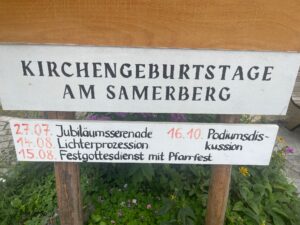 KIRCHENGEBURTSTAGE
AM SAMERBERG
27.07. Jubiläumsserenade 16.10. Podiumsdis-
14.08. Lichterprozession kussion
15.08. Festgottesdienst mit Pfarrfest